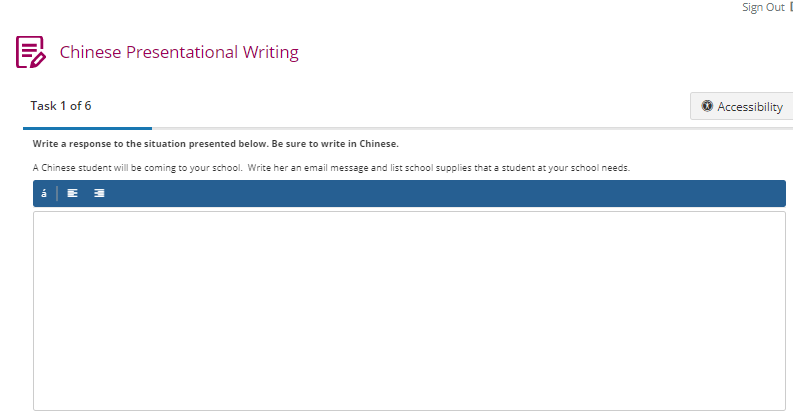 Sign Out
Chinese Presentational Writing
Task 1 of 6
Accessibility
Write a response to the situation presented below. Be sure to write in Chinese.
A Chinese student will be coming to your school. Write her an email message and list school supplies that a student at your school needs.
á